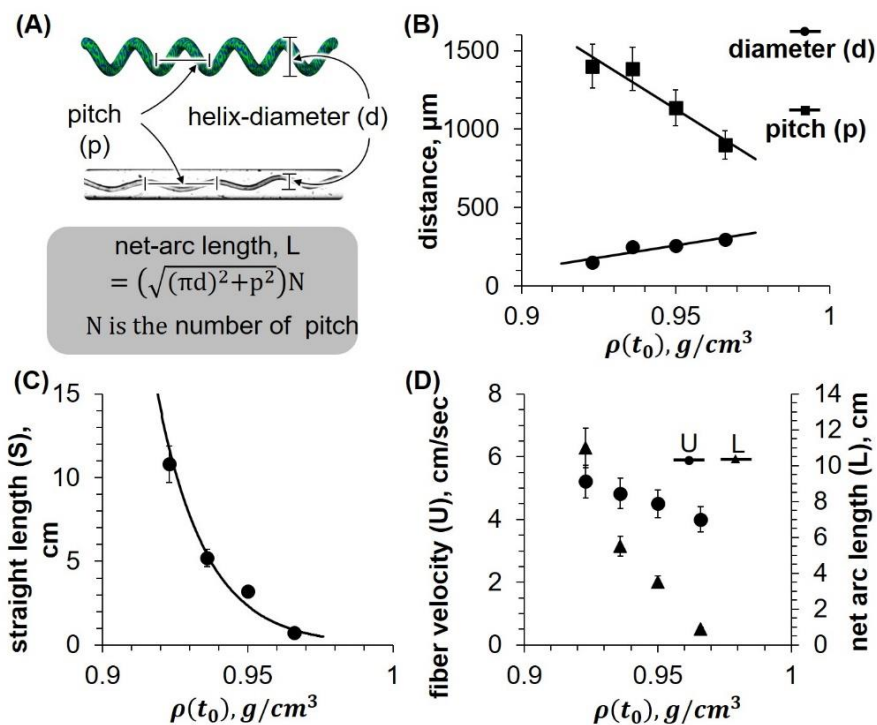 (A)
pitch
(p)
helix-diameter (d)
net-arc length, L
= (√(πd)²+p²)N
N is the number of pitch
(B)
diameter (d)
pitch (p)
distance, µm
1500
1000
500
0
0.9
0.95
1
ρ(t₀), g/cm³
(C)
straight length (S),
cm
15
10
5
0
0.9
0.95
1
ρ(t₀), g/cm³
(D)
fiber velocity (U), cm/sec
8
6
4
2
0
U
L
14
12
10
8
6
4
2
0
net arc length (L), cm
0.9
0.95
1
ρ(t₀), g/cm³